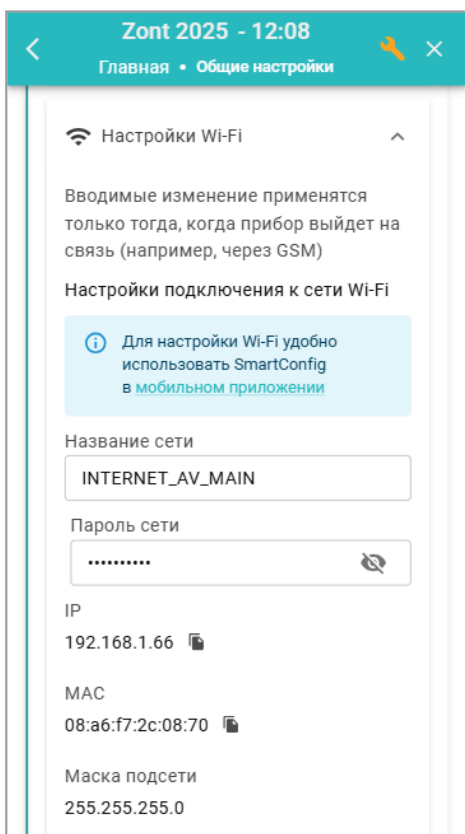 Zont 2025 - 12:08
Главная • Общие настройки
Настройки Wi-Fi
Вводимые изменение применятся
только тогда, когда прибор выйдет на
связь (например, через GSM)
Настройки подключения к сети Wi-Fi
Для настройки Wi-Fi удобно
использовать SmartConfig
в мобильном приложении
Название сети
INTERNET_AV_MAIN
Пароль сети
••••••••••
IP
192.168.1.66
MAC
08:a6:f7:2c:08:70
Маска подсети
255.255.255.0